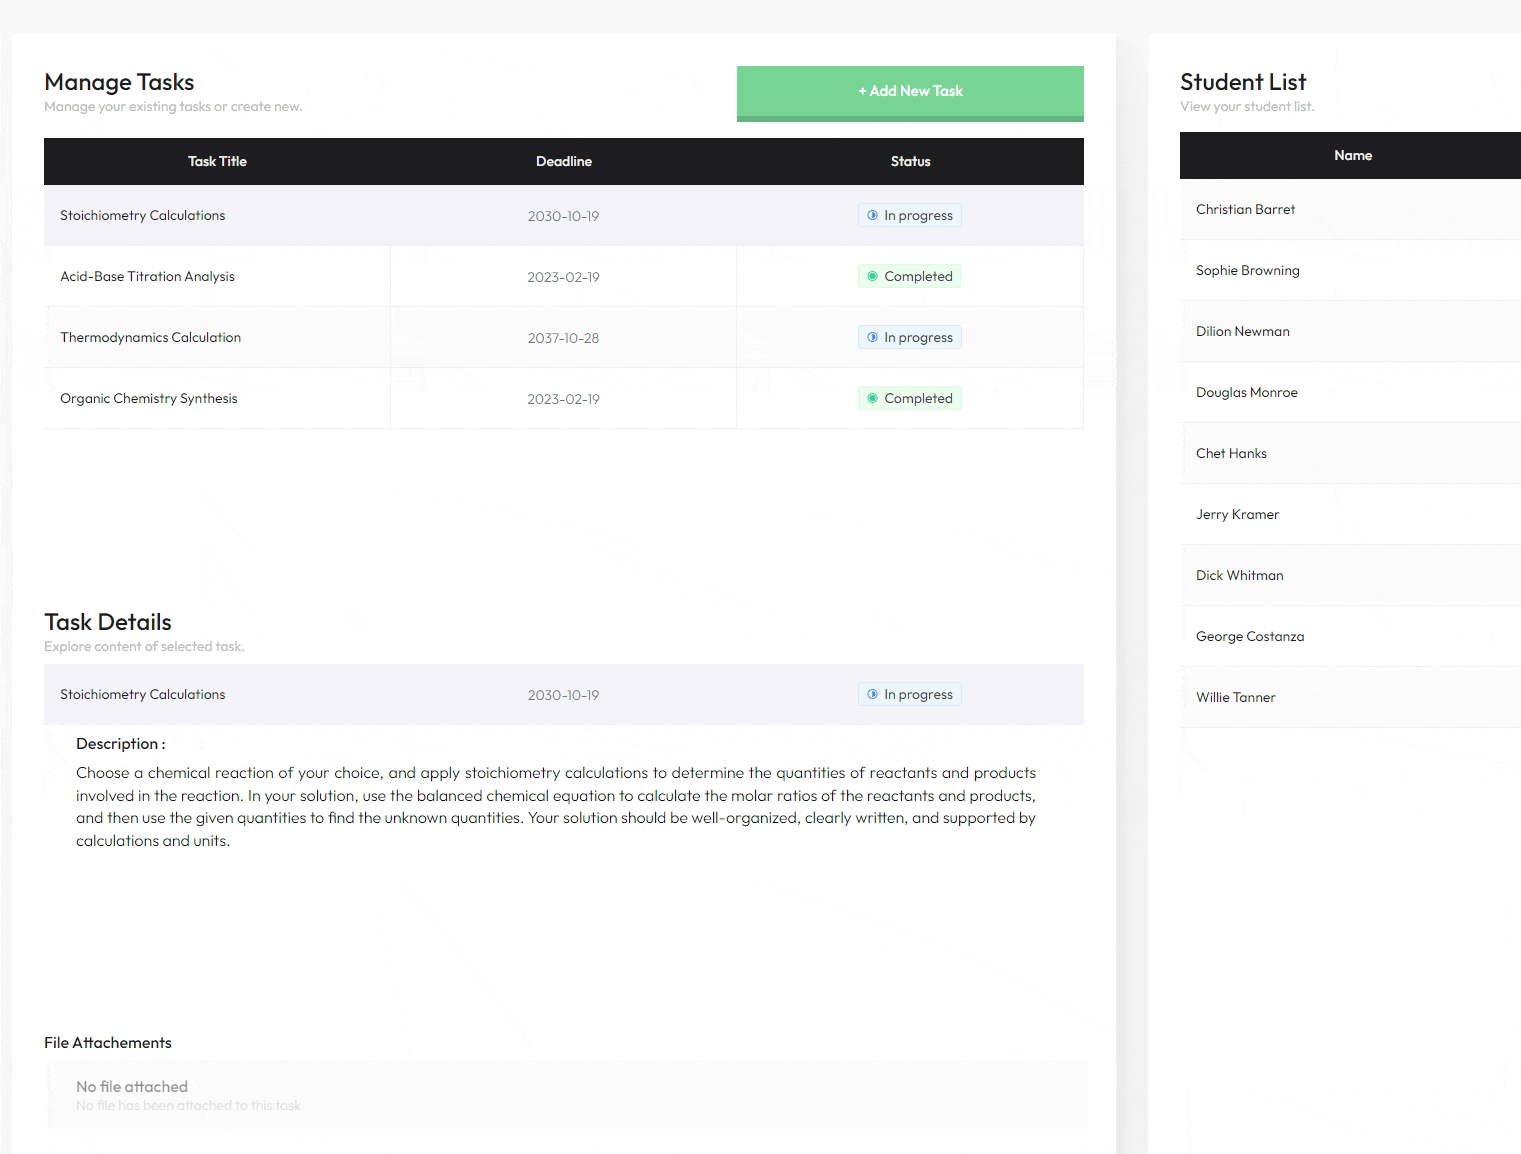 Manage Tasks
Manage your existing tasks or create new.
+ Add New Task
Task Title Deadline Status
Stoichiometry Calculations 2030-10-19 In progress
Acid-Base Titration Analysis 2023-02-19 Completed
Thermodynamics Calculation 2037-10-28 In progress
Organic Chemistry Synthesis 2023-02-19 Completed
Task Details
Explore content of selected task.
Stoichiometry Calculations 2030-10-19 In progress
Description :
Choose a chemical reaction of your choice, and apply stoichiometry calculations to determine the quantities of reactants and products
involved in the reaction. In your solution, use the balanced chemical equation to calculate the molar ratios of the reactants and products,
and then use the given quantities to find the unknown quantities. Your solution should be well-organized, clearly written, and supported by
calculations and units.
File Attachements
No file attached
No file has been attached to this task
Student List
View your student list.
Name
Christian Barret
Sophie Browning
Dilion Newman
Douglas Monroe
Chet Hanks
Jerry Kramer
Dick Whitman
George Costanza
Willie Tanner